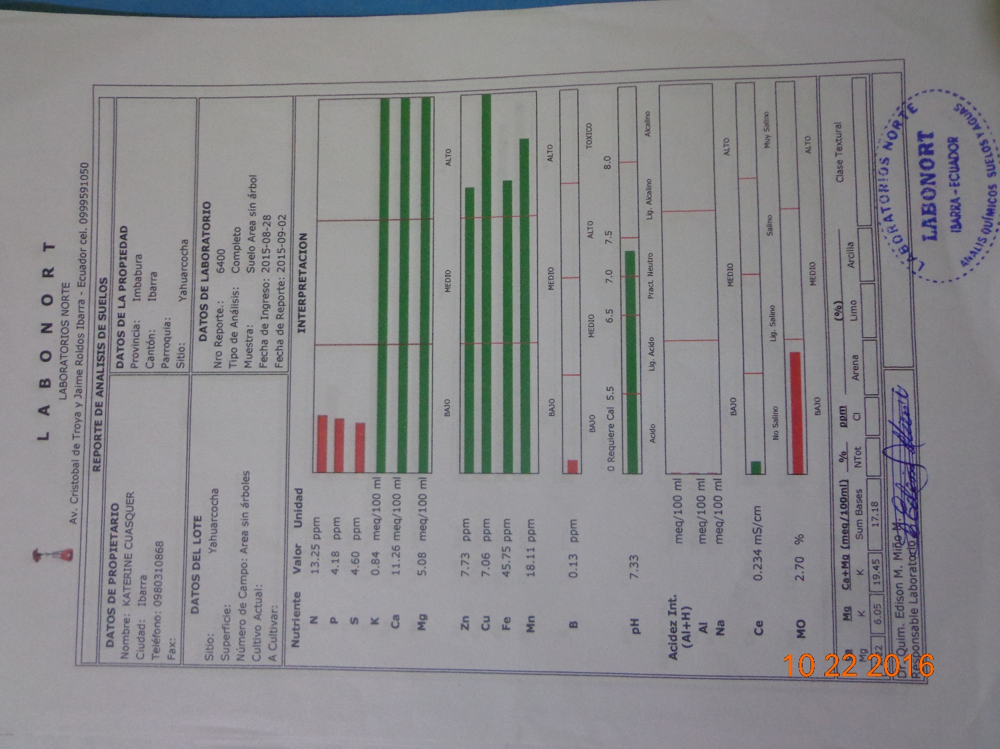 L A B O N O R T
LABORATORIOS NORTE
Av. Cristobal de Troya y Jaime Roldos Ibarra - Ecuador cel. 0999591050
REPORTE DE ANALISIS DE SUELOS
DATOS DE PROPIETARIO
Nombre: KATERINE CUASQUER
Ciudad: Ibarra
Teléfono: 0980310868
Fax:
DATOS DE LA PROPIEDAD
Provincia: Imbabura
Cantón: Ibarra
Parroquia:
Sitio: Yahuarcocha
DATOS DEL LOTE
Sitio: Yahuarcocha
Superficie:
Número de Campo: Area sin árboles
Cultivo Actual:
A Cultivar:
DATOS DE LABORATORIO
Nro Reporte.: 6400
Tipo de Análisis: Completo
Muestra: Suelo Area sin árbol
Fecha de Ingreso: 2015-08-28
Fecha de Reporte: 2015-09-02
Nutriente Valor Unidad INTERPRETACION
N 13.25 ppm
P 4.18 ppm
S 4.60 ppm
K 0.84 meq/100 ml
Ca 11.26 meq/100 ml
Mg 5.08 meq/100 ml
BAJO MEDIO ALTO
Zn 7.73 ppm
Cu 7.06 ppm
Fe 45.75 ppm
Mn 18.11 ppm
BAJO MEDIO ALTO
B 0.13 ppm
BAJO MEDIO ALTO TOXICO
0 Requiere Cal 5.5 6.5 7.0 7.5 8.0
pH 7.33
Acido Lig. Acido Pract. Neutro Lig. Alcalino Alcalino
Acidez Int. meq/100 ml
(Al+H)
Al meq/100 ml
Na meq/100 ml
BAJO MEDIO ALTO
Ce 0.234 mS/cm
No Salino Lig. Salino Salino Muy Salino
MO 2.70 %
BAJO MEDIO ALTO
Mg Ca+Mg (meq/100ml) % ppm (%) Clase Textural
Mg K K Sum Bases NTot Cl Arena Limo Arcilla
6.05 19.45 17.18
Dr. Quim. Edison M. Miño M.
Responsable Laboratorio
LABORATORIOS NORTE
LABONORT
IBARRA - ECUADOR
ANALIS QUÍMICOS SUELOS Y AGUAS
10 22 2016